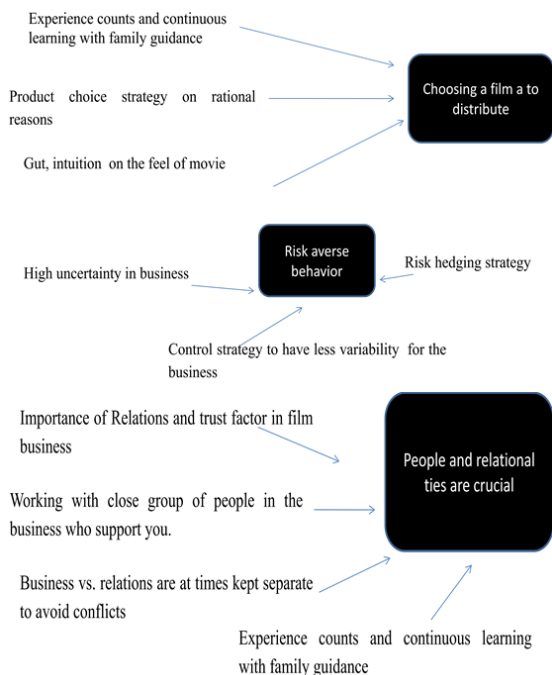 Experience counts and continuous
learning with family guidance
Choosing a film a to
distribute
Product choice strategy on rational
reasons
Gut, intuition on the feel of movie
Risk averse
behavior
Risk hedging strategy
High uncertainty in business
Control strategy to have less variability for the
business
Importance of Relations and trust factor in film
business
People and relational
ties are crucial
Working with close group of people in the
business who support you.
Business vs. relations are at times kept separate
to avoid conflicts
Experience counts and continuous learning
with family guidance